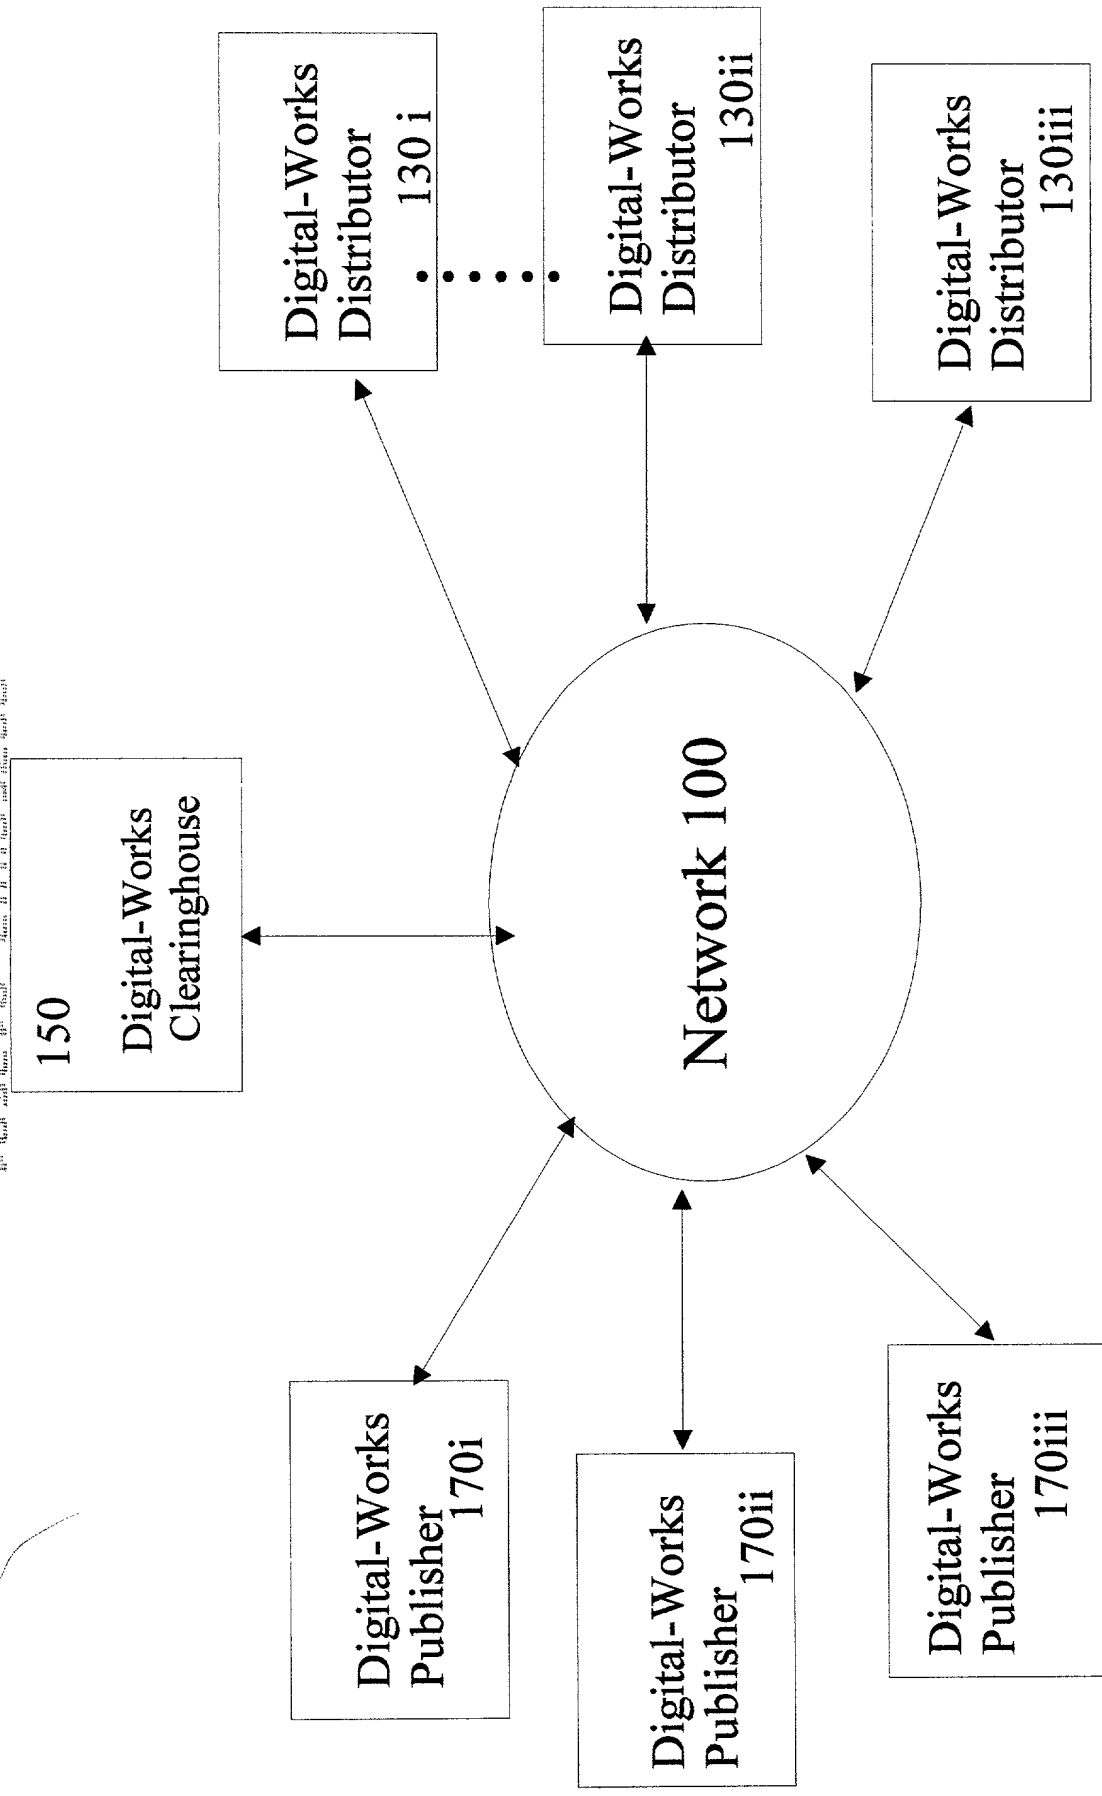 150
Digital-Works
Clearinghouse
Digital-Works
Publisher
170i
Digital-Works
Publisher
170ii
Digital-Works
Publisher
170iii
Network 100
Digital-Works
Distributor
130 i
Digital-Works
Distributor
130ii
Digital-Works
Distributor
130iii